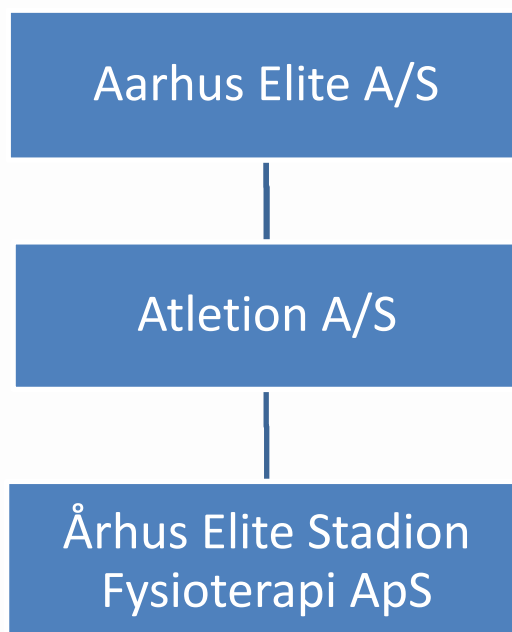 Aarhus Elite A/S
Atletion A/S
Århus Elite Stadion
Fysioterapi ApS